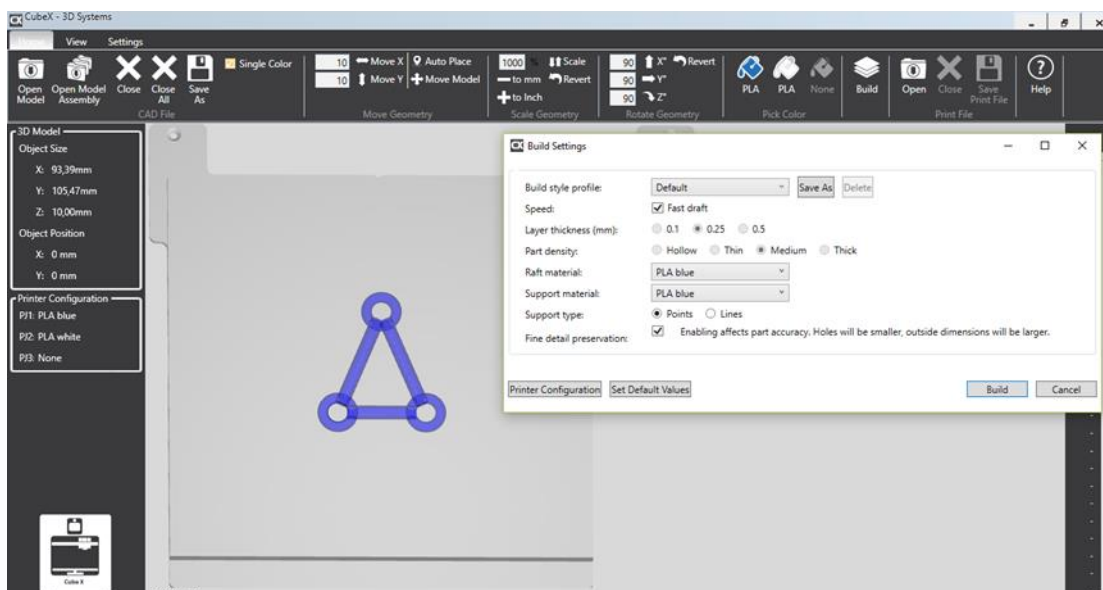 CubeX - 3D Systems
View Settings
Open Model
Open Model Assembly
Close
Close All
Save As
Single Color
CAD File
10 Move X
10 Move Y
Auto Place
Move Model
Move Geometry
1000 % Scale
to mm Revert
to Inch
Scale Geometry
90 X° Revert
90 Y°
90 Z°
Rotate Geometry
PLA PLA None
Pick Color
Build
Open Close Save Print File
Print File
Help
3D Model
Object Size
X: 93,39mm
Y: 105,47mm
Z: 10,00mm
Object Position
X: 0 mm
Y: 0 mm
Printer Configuration
PJ1: PLA blue
PJ2: PLA white
PJ3: None
Cube X
Build Settings
Build style profile: Default Save As Delete
Speed: Fast draft
Layer thickness (mm): 0.1 0.25 0.5
Part density: Hollow Thin Medium Thick
Raft material: PLA blue
Support material: PLA blue
Support type: Points Lines
Fine detail preservation: Enabling affects part accuracy. Holes will be smaller, outside dimensions will be larger.
Printer Configuration Set Default Values Build Cancel